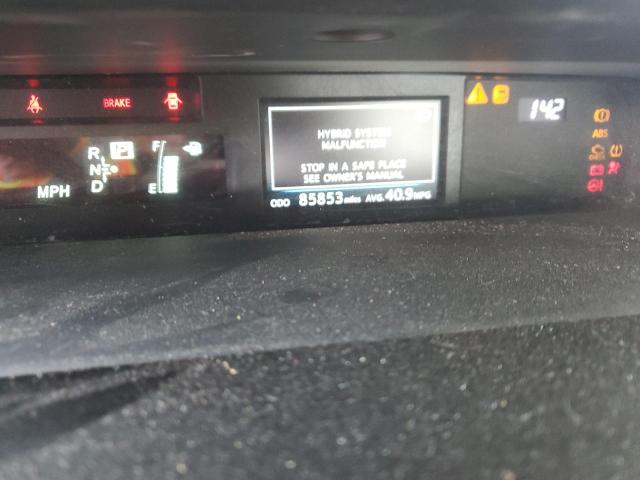 BRAKE
142
ABS
HYBRID SYSTEM
MALFUNCTION
STOP IN A SAFE PLACE
SEE OWNER'S MANUAL
P
R
N
D
F
E
MPH
ODO 85853 miles AVG. 40.9 MPG